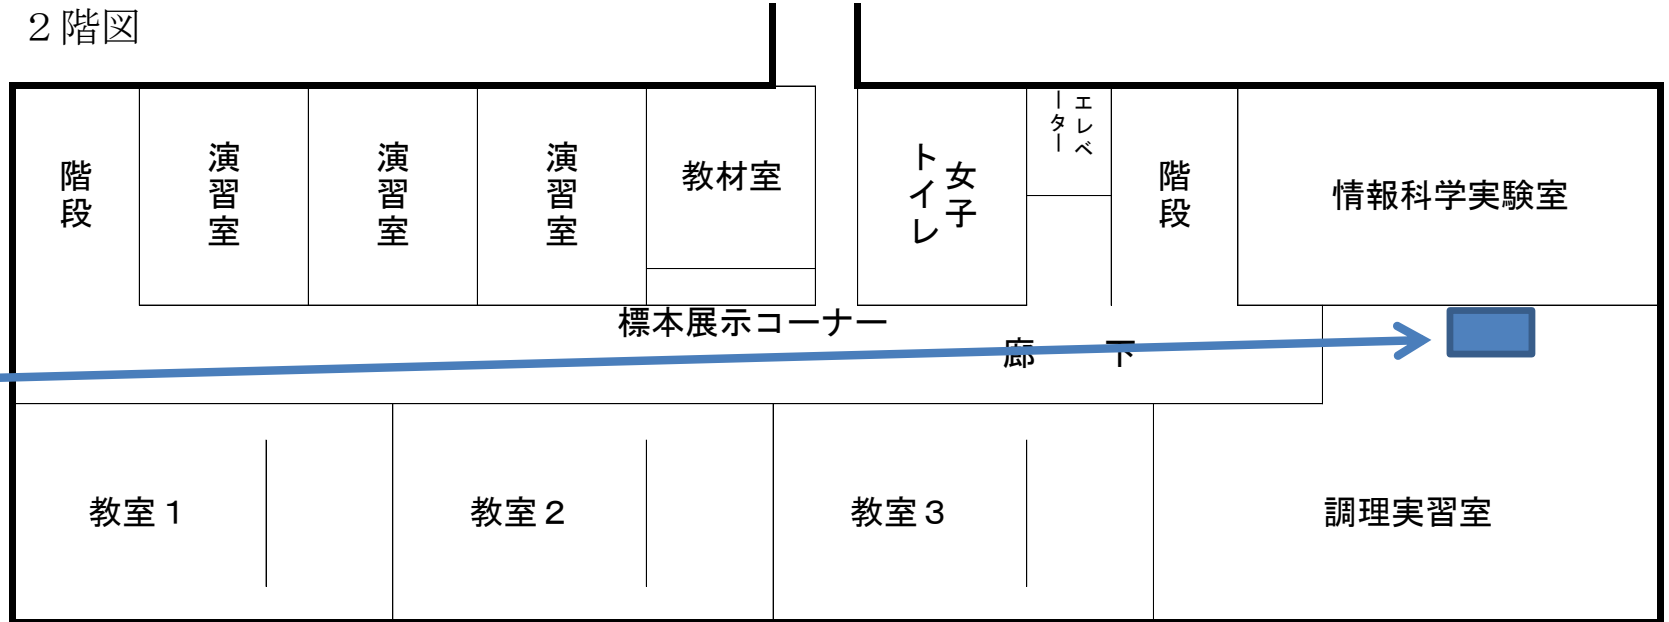 ２階図
階段
演習室
演習室
演習室
教材室
女子
トイレ
エレベ
ーター
階段
情報科学実験室
標本展示コーナー
廊　下
教室１
教室２
教室３
調理実習室